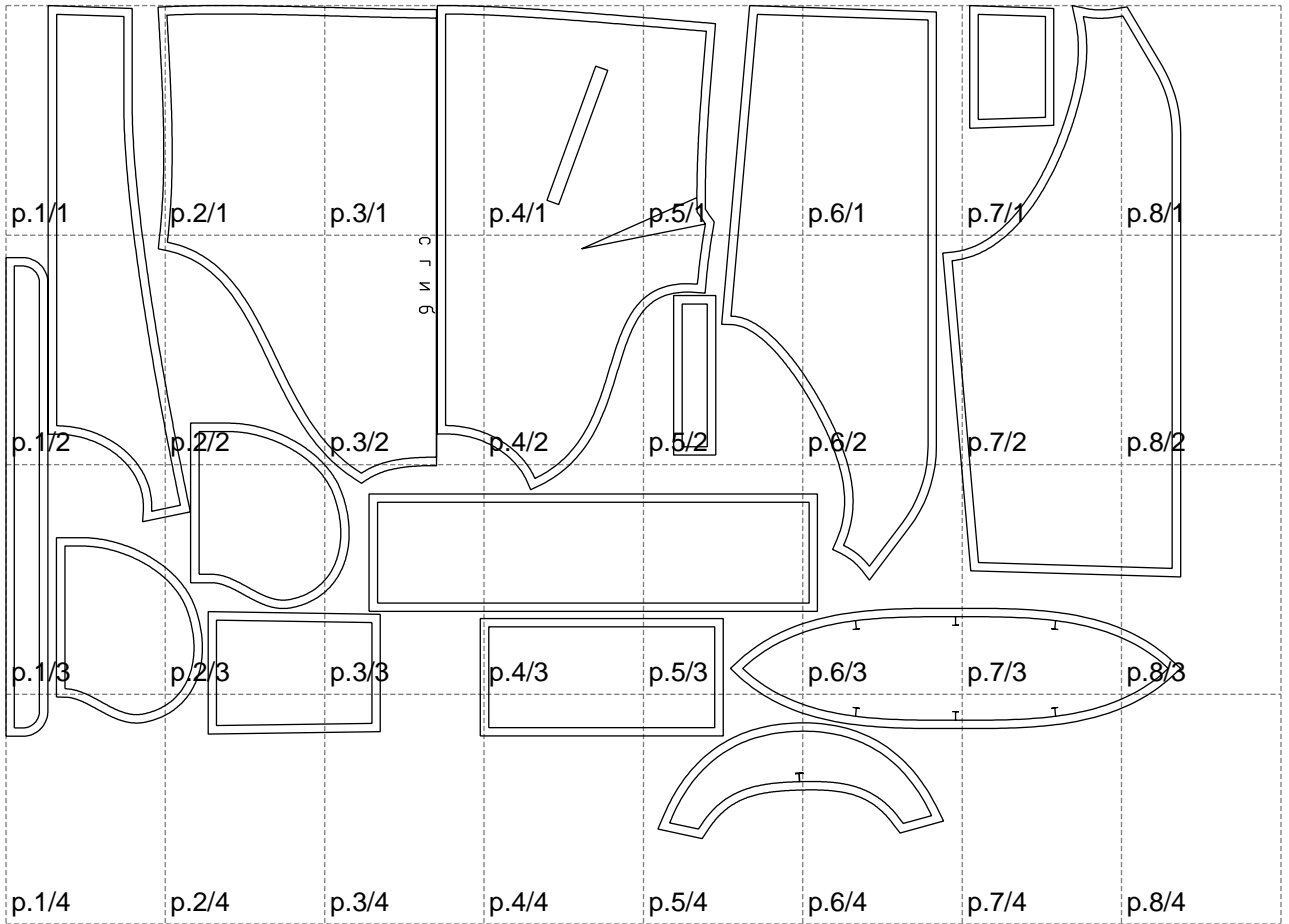 p.1/1 p.2/1 p.3/1 p.4/1 p.5/1 p.6/1 p.7/1 p.8/1
сгиб
p.1/2 p.2/2 p.3/2 p.4/2 p.5/2 p.6/2 p.7/2 p.8/2
p.1/3 p.2/3 p.3/3 p.4/3 p.5/3 p.6/3 p.7/3 p.8/3
p.1/4 p.2/4 p.3/4 p.4/4 p.5/4 p.6/4 p.7/4 p.8/4